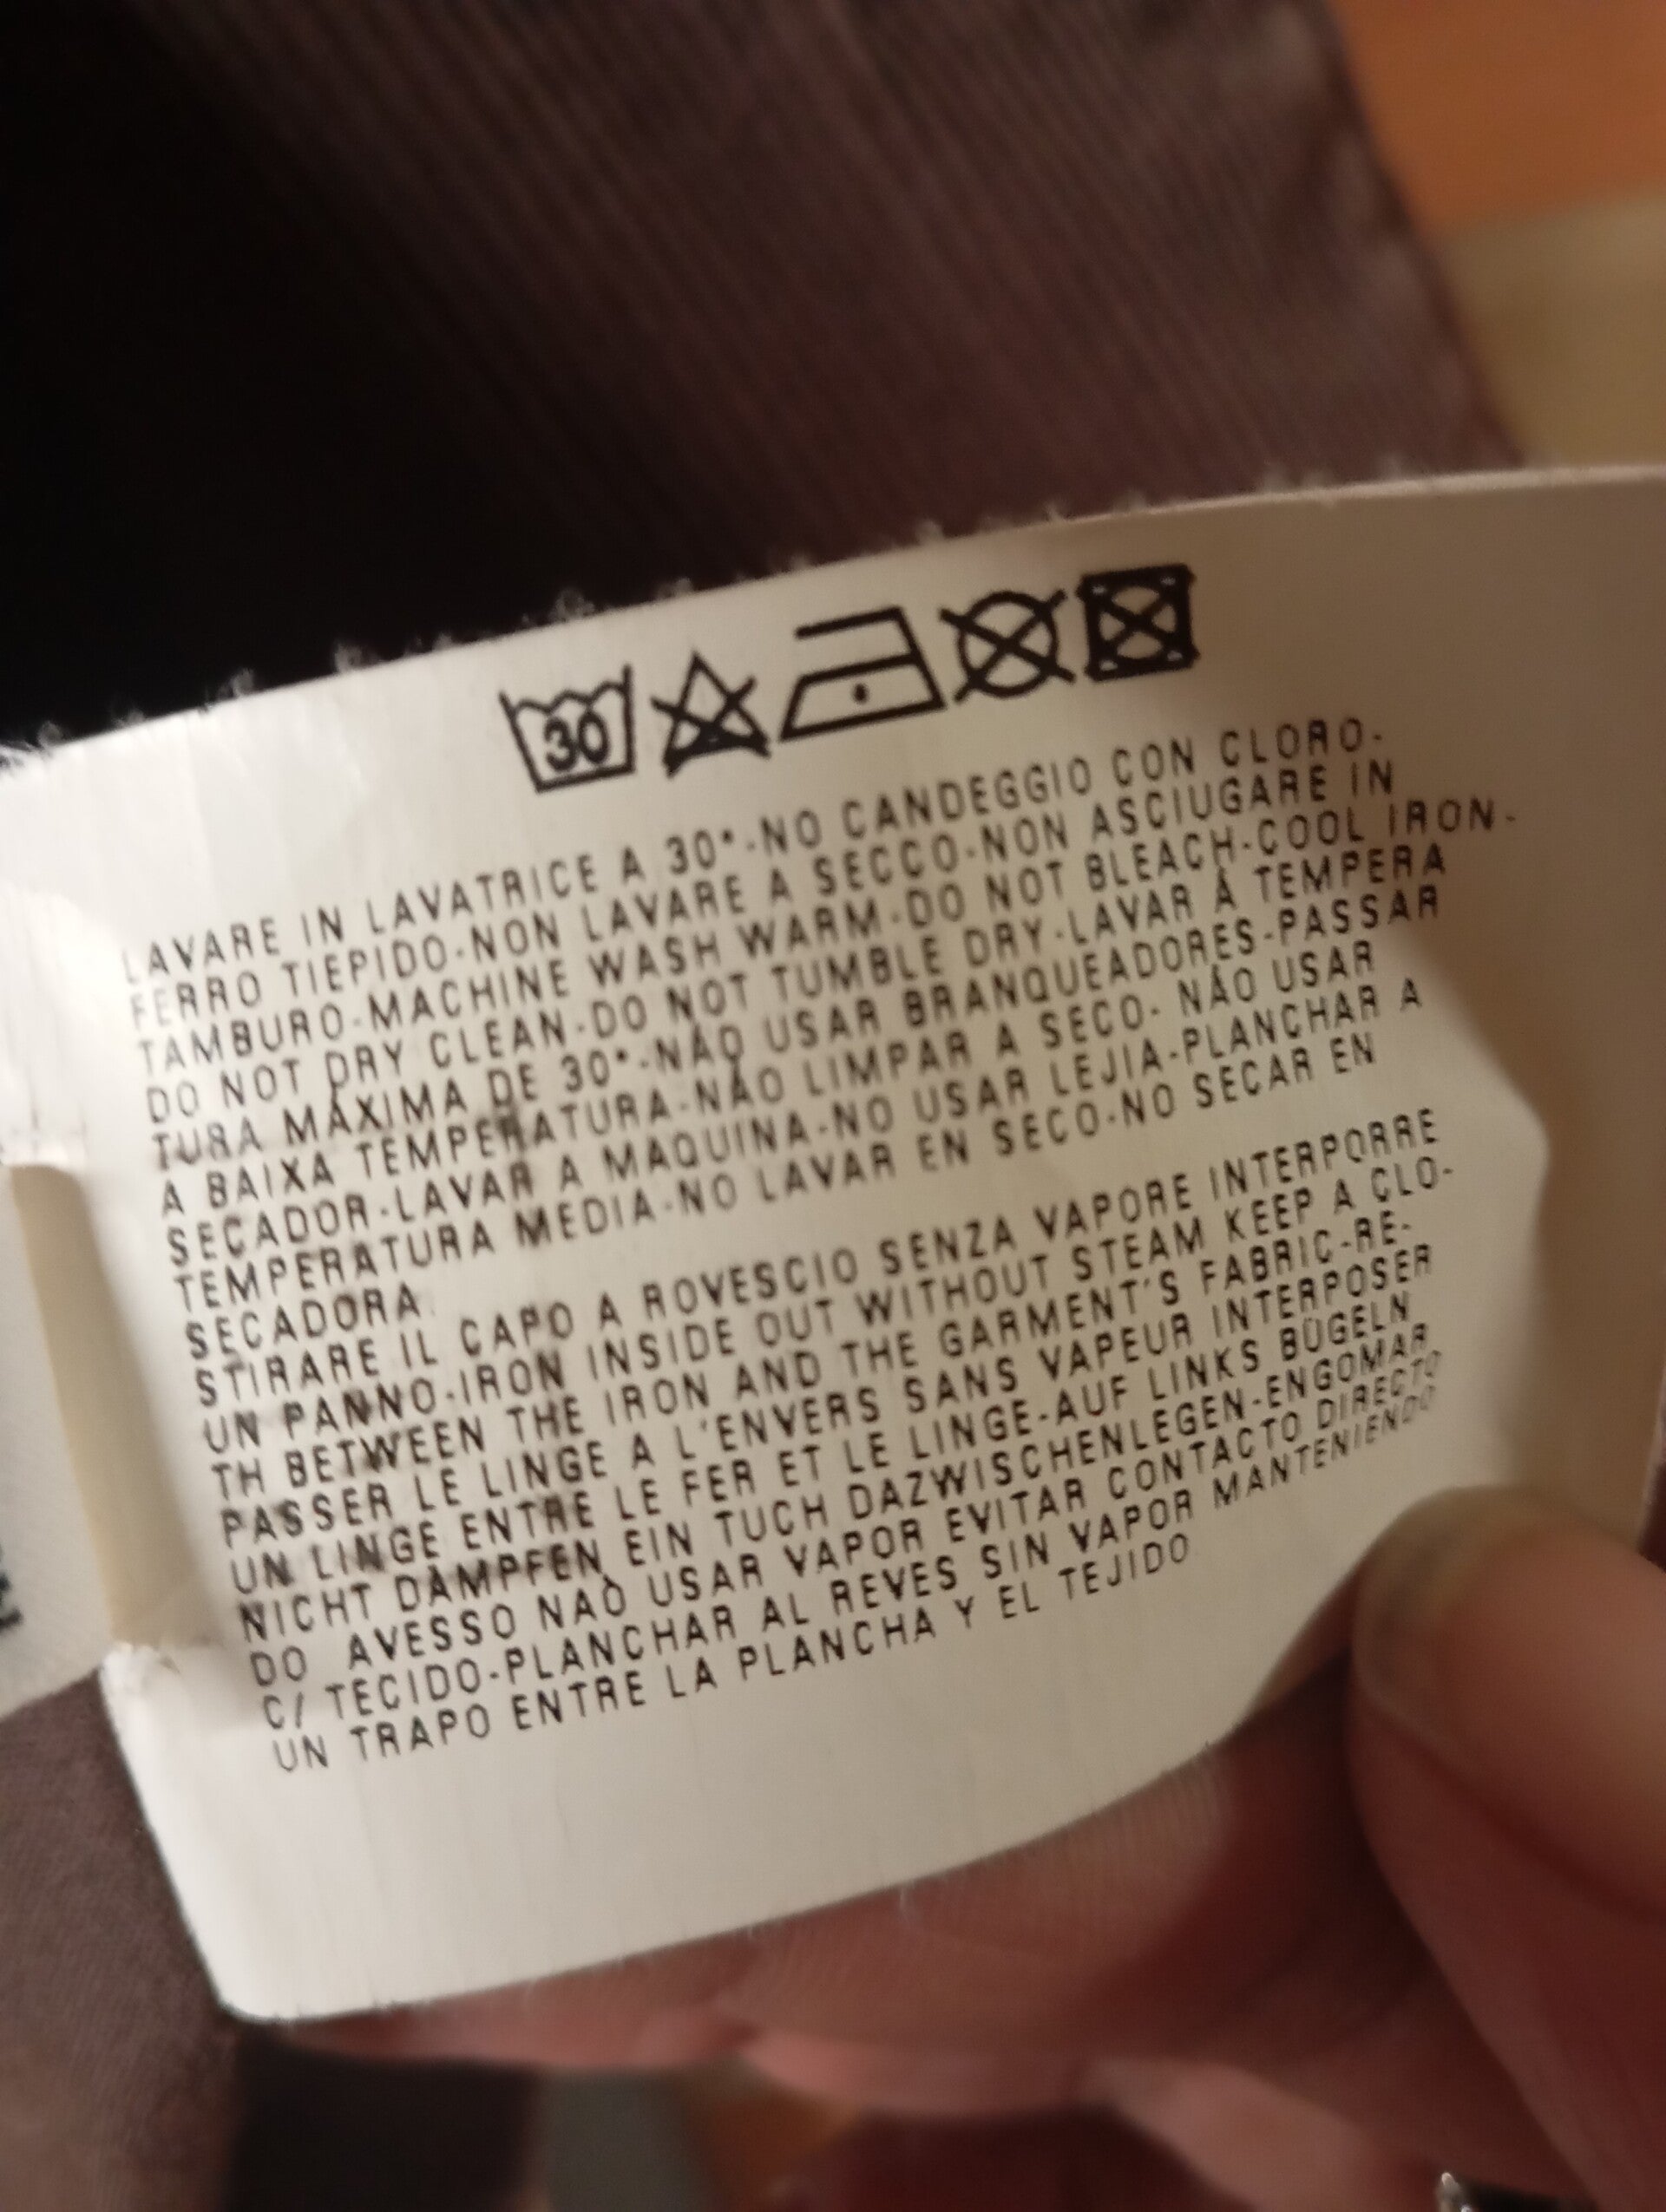 30
LAVARE IN LAVATRICE A 30°-NO CANDEGGIO CON CLORO-
FERRO TIEPIDO-NON LAVARE A SECCO-NON ASCIUGARE IN
TAMBURO-MACHINE WASH WARM-DO NOT BLEACH-COOL IRON-
DO NOT DRY CLEAN-DO NOT TUMBLE DRY-LAVAR À TEMPERA
TURA MÁXIMA DE 30°-NÃO USAR BRANQUEADORES-PASSAR
A BAIXA TEMPERATURA-NÃO LIMPAR A SECO- NÃO USAR
SECADOR-LAVAR A MAQUINA-NO USAR LEJIA-PLANCHAR A
TEMPERATURA MEDIA-NO LAVAR EN SECO-NO SECAR EN
SECADORA
STIRARE IL CAPO A ROVESCIO SENZA VAPORE INTERPORRE
UN PANNO-IRON INSIDE OUT WITHOUT STEAM KEEP A CLO-
TH BETWEEN THE IRON AND THE GARMENT'S FABRIC-RE-
PASSER LE LINGE A L'ENVERS SANS VAPEUR INTERPOSER
UN LINGE ENTRE LE FER ET LE LINGE-AUF LINKS BÜGELN
NICHT DÄMPFEN EIN TUCH DAZWISCHENLEGEN-ENGOMAR
DO AVESSO NAÒ USAR VAPOR EVITAR CONTACTO DIRECTO
C/ TECIDO-PLANCHAR AL REVES SIN VAPOR MANTENIENDO
UN TRAPO ENTRE LA PLANCHA Y EL TEJIDO